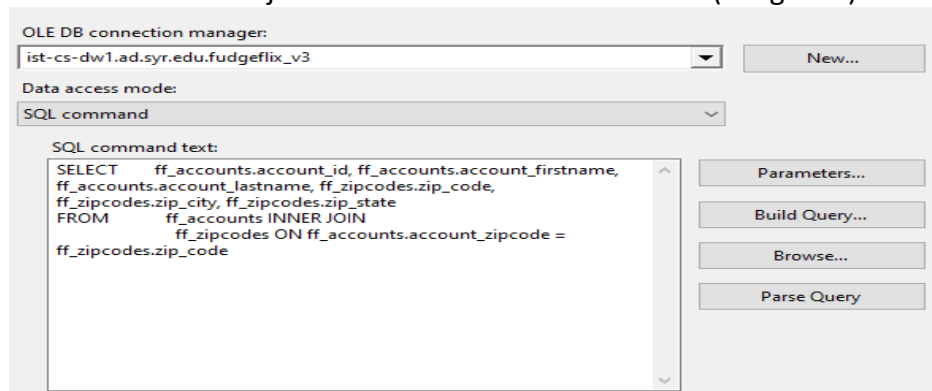 OLE DB connection manager:
ist-cs-dw1.ad.syr.edu.fudgeflix_v3
New...
Data access mode:
SQL command
SQL command text:
SELECT ff_accounts.account_id, ff_accounts.account_firstname,
ff_accounts.account_lastname, ff_zipcodes.zip_code,
ff_zipcodes.zip_city, ff_zipcodes.zip_state
FROM ff_accounts INNER JOIN
ff_zipcodes ON ff_accounts.account_zipcode =
ff_zipcodes.zip_code
Parameters...
Build Query...
Browse...
Parse Query